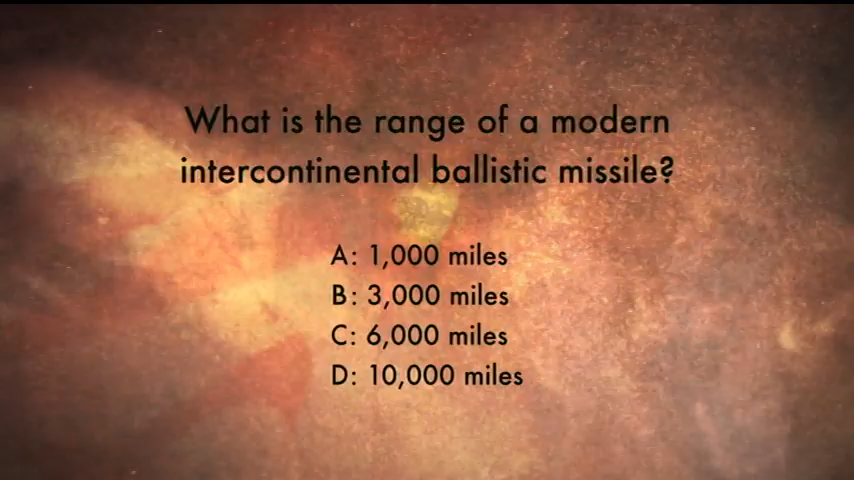 What is the range of a modern
intercontinental ballistic missile?
A: 1,000 miles
B: 3,000 miles
C: 6,000 miles
D: 10,000 miles